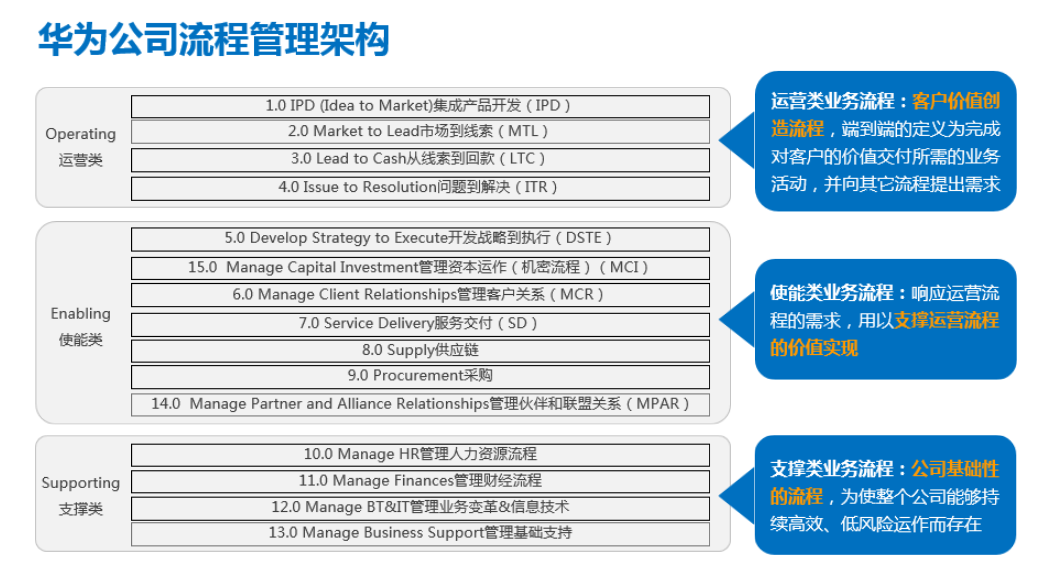 华为公司流程管理架构
Operating
运营类
1.0 IPD (Idea to Market)集成产品开发（IPD）
2.0 Market to Lead市场到线索（MTL）
3.0 Lead to Cash从线索到回款（LTC）
4.0 Issue to Resolution问题到解决（ITR）
运营类业务流程：客户价值创
造流程，端到端的定义为完成
对客户的价值交付所需的业务
活动，并向其它流程提出需求
Enabling
使能类
5.0 Develop Strategy to Execute开发战略到执行（DSTE）
15.0 Manage Capital Investment管理资本运作（机密流程）（MCI）
6.0 Manage Client Relationships管理客户关系（MCR）
7.0 Service Delivery服务交付（SD）
8.0 Supply供应链
9.0 Procurement采购
14.0 Manage Partner and Alliance Relationships管理伙伴和联盟关系（MPAR）
使能类业务流程：响应运营流
程的需求，用以支撑运营流程
的价值实现
Supporting
支撑类
10.0 Manage HR管理人力资源流程
11.0 Manage Finances管理财经流程
12.0 Manage BT&IT管理业务变革&信息技术
13.0 Manage Business Support管理基础支持
支撑类业务流程：公司基础性
的流程，为使整个公司能够持
续高效、低风险运作而存在